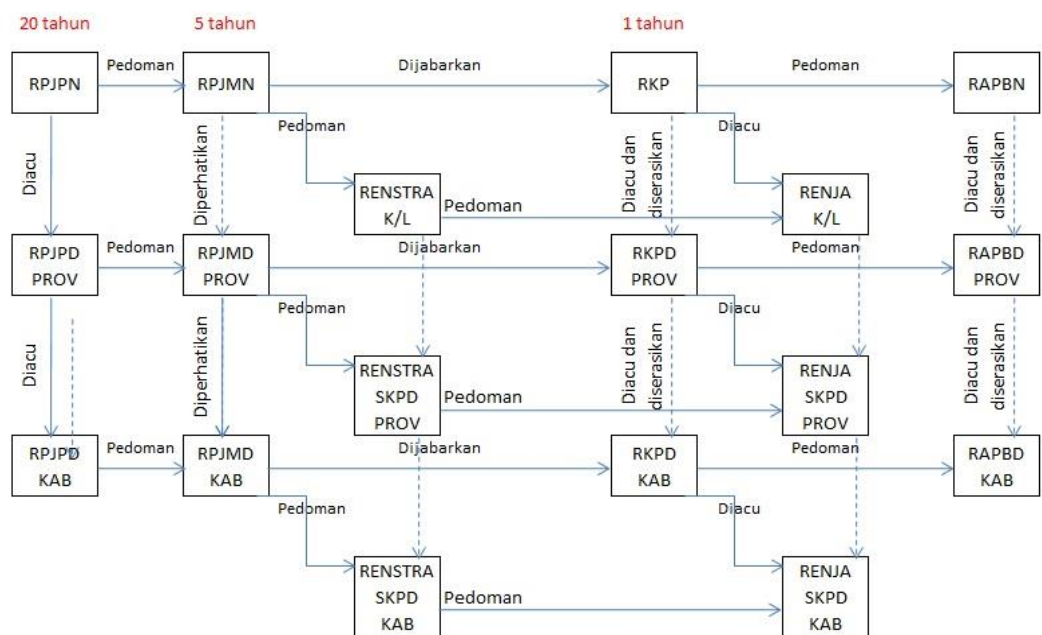 20 tahun
5 tahun
1 tahun
RPJPN
Pedoman
RPJMN
Dijabarkan
RKP
Pedoman
RAPBN
Pedoman
Diacu
Diacu
Diperhatikan
Diacu dan
diserasikan
Diacu dan
diserasikan
RENSTRA
K/L
Pedoman
RENJA
K/L
RPJPD
PROV
Pedoman
RPJMD
PROV
Dijabarkan
RKPD
PROV
Pedoman
RAPBD
PROV
Pedoman
Diacu
Diacu
Diperhatikan
Diacu dan
diserasikan
Diacu dan
diserasikan
RENSTRA
SKPD
PROV
Pedoman
RENJA
SKPD
PROV
RPJPD
KAB
Pedoman
RPJMD
KAB
Dijabarkan
RKPD
KAB
Pedoman
RAPBD
KAB
Pedoman
Diacu
RENSTRA
SKPD
KAB
Pedoman
RENJA
SKPD
KAB